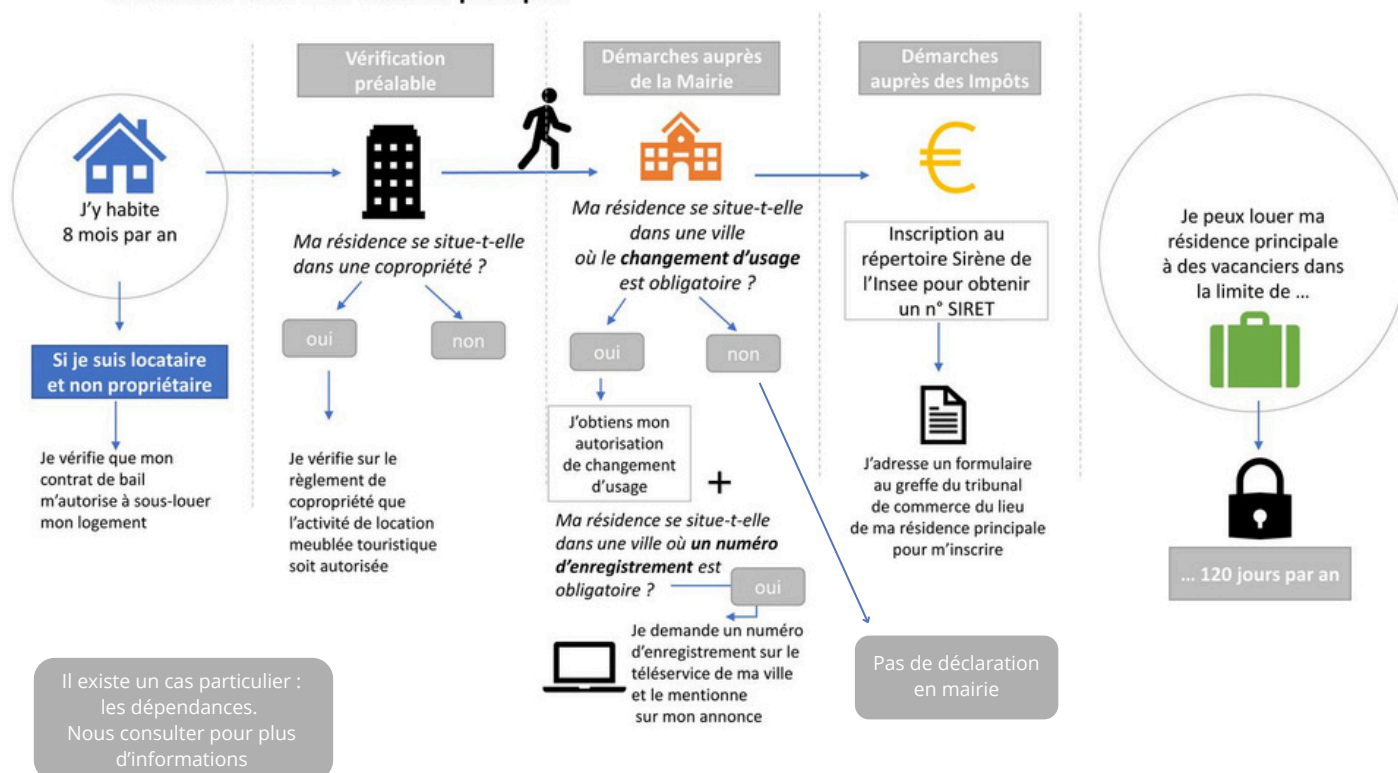 J'y habite
8 mois par an
Si je suis locataire
et non propriétaire
Je vérifie que mon
contrat de bail
m'autorise à sous-louer
mon logement
Vérification
préalable
Ma résidence se situe-t-elle
dans une copropriété ?
oui
non
Je vérifie sur le
règlement de
copropriété que
l'activité de location
meublée touristique
soit autorisée
Démarches auprès
de la Mairie
Ma résidence se situe-t-elle
dans une ville
où le changement d'usage
est obligatoire ?
oui
non
J'obtiens mon
autorisation
de changement
d'usage
+
Ma résidence se situe-t-elle
dans une ville où un numéro
d'enregistrement est
obligatoire ?
oui
Je demande un numéro
d'enregistrement sur le
téléservice de ma ville
et le mentionne
sur mon annonce
Pas de déclaration
en mairie
Démarches
auprès des Impôts
€
Inscription au
répertoire Sirène de
l'Insee pour obtenir
un n° SIRET
J'adresse un formulaire
au greffe du tribunal
de commerce du lieu
de ma résidence principale
pour m'inscrire
Je peux louer ma
résidence principale
à des vacanciers dans
la limite de ...
... 120 jours par an
Il existe un cas particulier :
les dépendances.
Nous consulter pour plus
d'informations